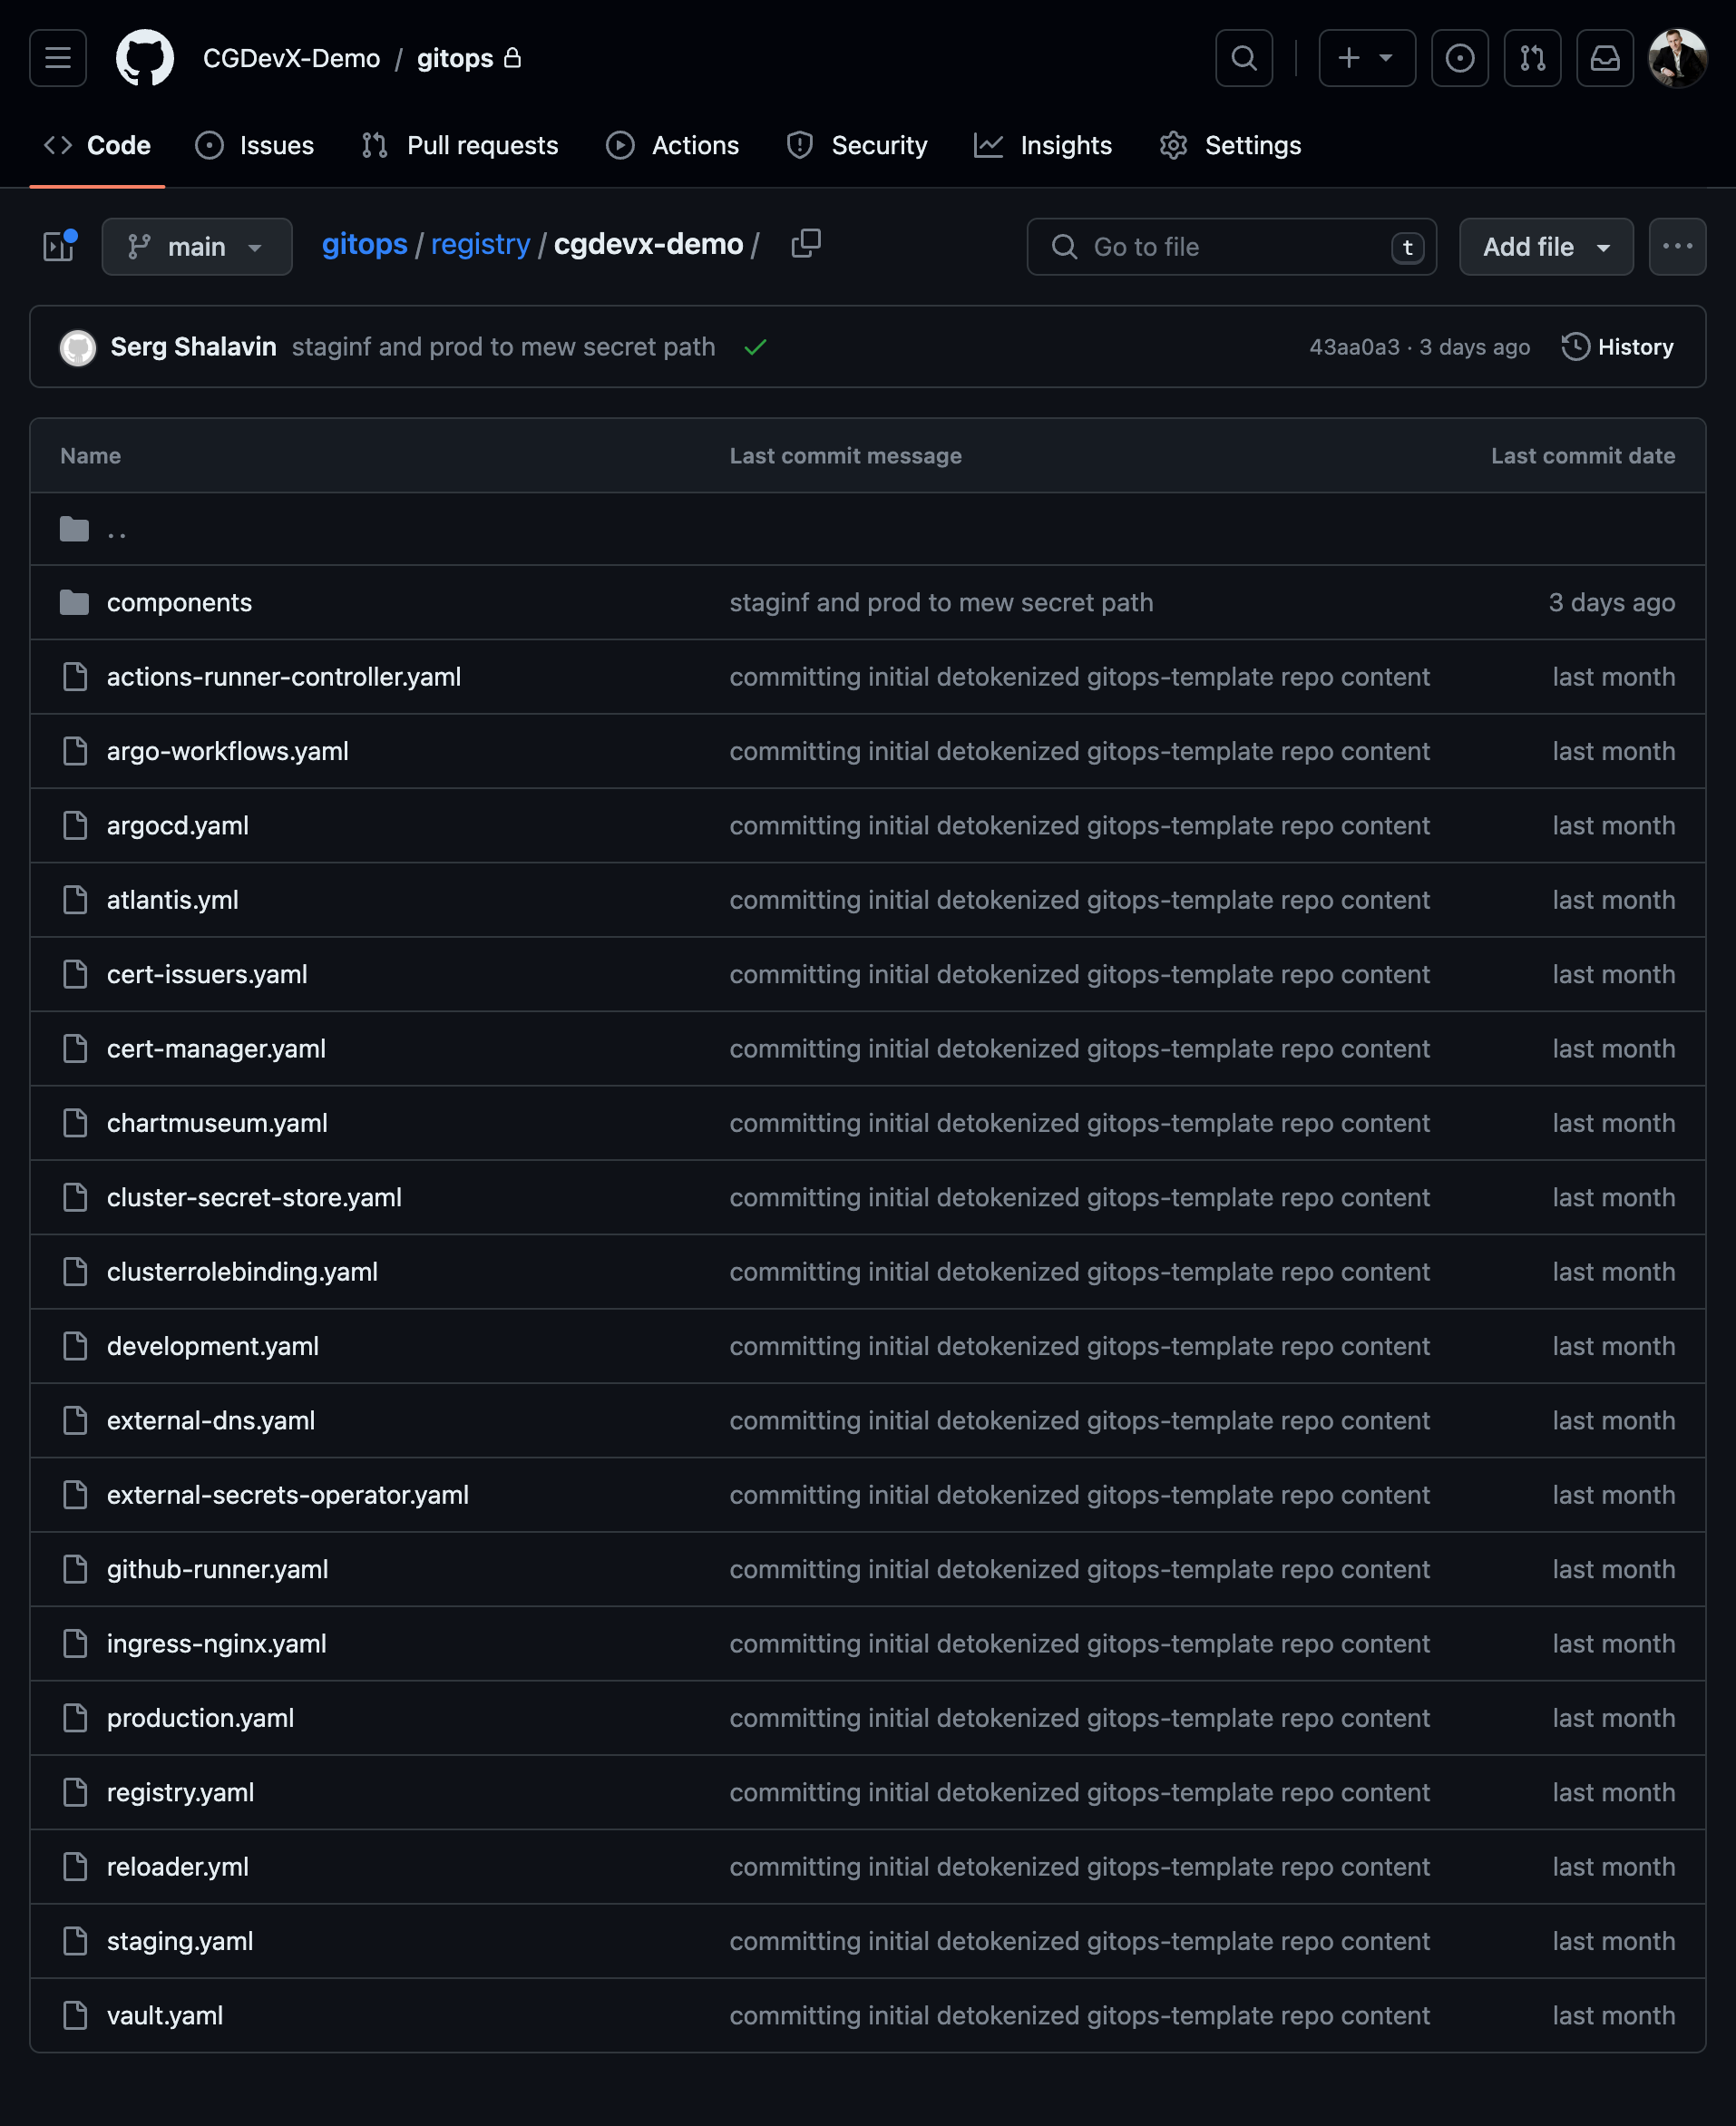 CGDevX-Demo / gitops
Code Issues Pull requests Actions Security Insights Settings
main gitops / registry / cgdevx-demo / Go to file t Add file
Serg Shalavin staginf and prod to mew secret path 43aa0a3 · 3 days ago History
Name Last commit message Last commit date
..
components staginf and prod to mew secret path 3 days ago
actions-runner-controller.yaml committing initial detokenized gitops-template repo content last month
argo-workflows.yaml committing initial detokenized gitops-template repo content last month
argocd.yaml committing initial detokenized gitops-template repo content last month
atlantis.yml committing initial detokenized gitops-template repo content last month
cert-issuers.yaml committing initial detokenized gitops-template repo content last month
cert-manager.yaml committing initial detokenized gitops-template repo content last month
chartmuseum.yaml committing initial detokenized gitops-template repo content last month
cluster-secret-store.yaml committing initial detokenized gitops-template repo content last month
clusterrolebinding.yaml committing initial detokenized gitops-template repo content last month
development.yaml committing initial detokenized gitops-template repo content last month
external-dns.yaml committing initial detokenized gitops-template repo content last month
external-secrets-operator.yaml committing initial detokenized gitops-template repo content last month
github-runner.yaml committing initial detokenized gitops-template repo content last month
ingress-nginx.yaml committing initial detokenized gitops-template repo content last month
production.yaml committing initial detokenized gitops-template repo content last month
registry.yaml committing initial detokenized gitops-template repo content last month
reloader.yml committing initial detokenized gitops-template repo content last month
staging.yaml committing initial detokenized gitops-template repo content last month
vault.yaml committing initial detokenized gitops-template repo content last month